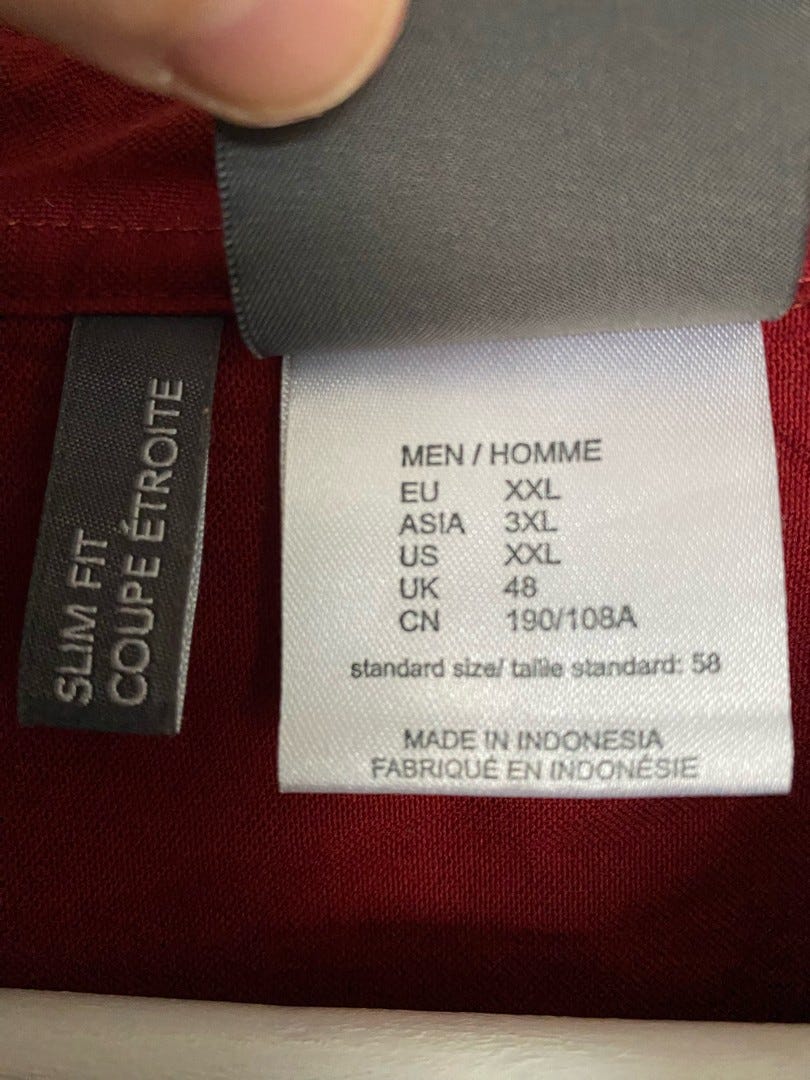 SLIM FIT
COUPE ÉTROITE
MEN / HOMME
EU XXL
ASIA 3XL
US XXL
UK 48
CN 190/108A
standard size/ taille standard: 58
MADE IN INDONESIA
FABRIQUÉ EN INDONÉSIE